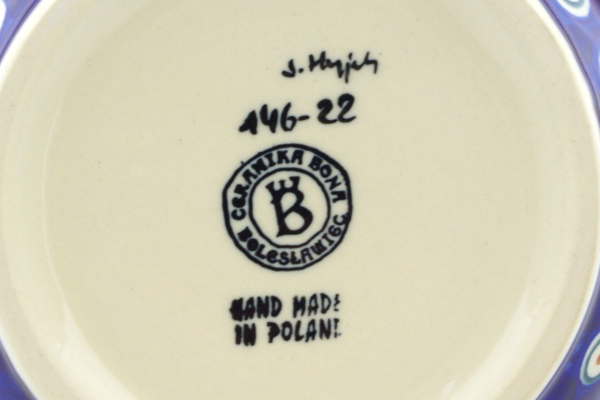 146-22
CERAMIKA BONA
B
BOLESŁAWIEC
HAND MADE
IN POLAND